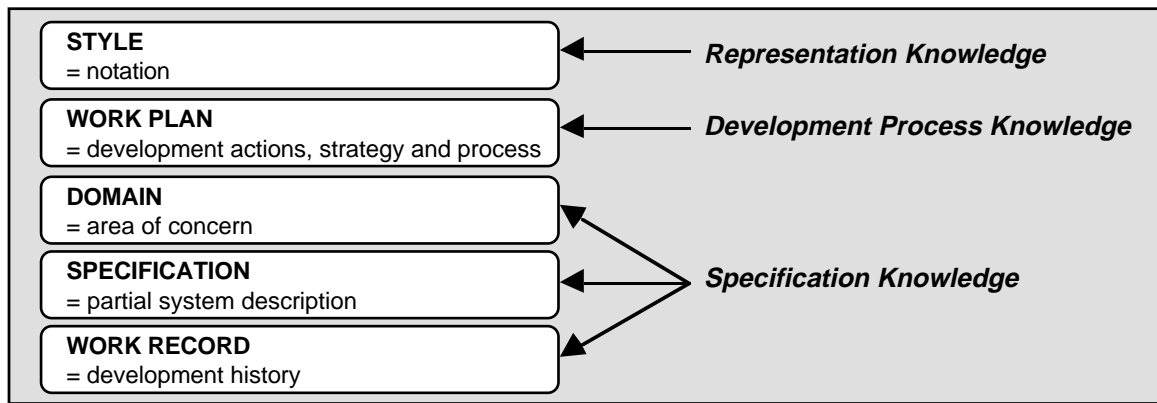 STYLE
= notation
Representation Knowledge
WORK PLAN
= development actions, strategy and process
Development Process Knowledge
DOMAIN
= area of concern
SPECIFICATION
= partial system description
Specification Knowledge
WORK RECORD
= development history